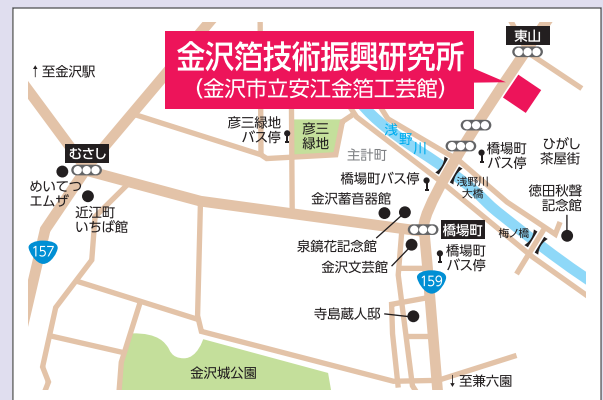 東山
金沢箔技術振興研究所
(金沢市立安江金箔工芸館)
↑至金沢駅
彦三緑地
バス停
彦三
緑地
浅野川
主計町
橋場町
バス停
ひがし
茶屋街
むさし
めいてつ
エムザ
近江町
いちば館
橋場町バス停
浅野川
大橋
徳田秋聲
記念館
金沢蓄音器館
梅ノ橋
橋場町
泉鏡花記念館
金沢文芸館
橋場町
バス停
157
159
寺島蔵人邸
金沢城公園
↓至兼六園